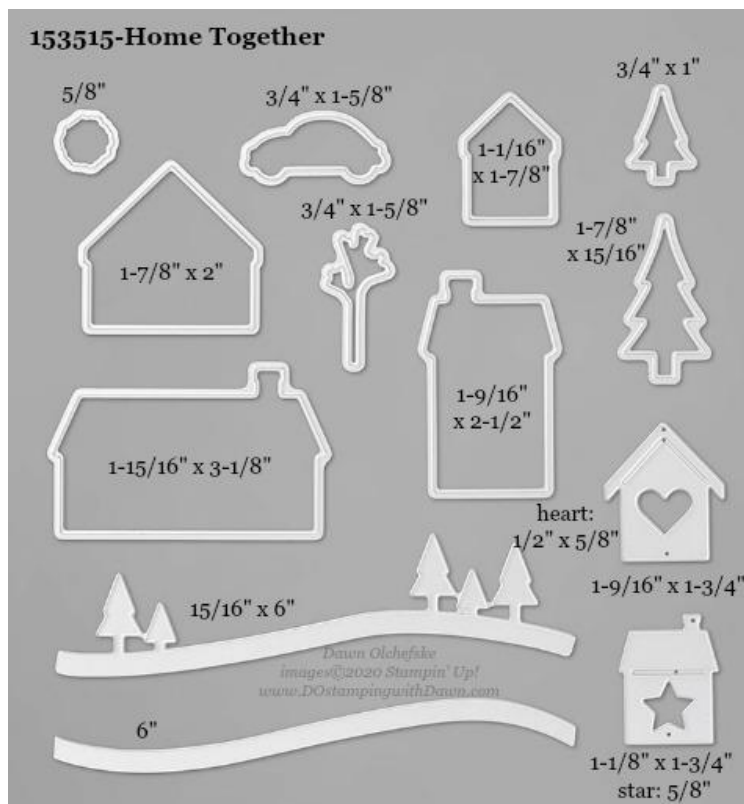 153515-Home Together
5/8"
3/4" x 1-5/8"
1-1/16"
x 1-7/8"
3/4" x 1"
1-7/8" x 2"
3/4" x 1-5/8"
1-7/8"
x 15/16"
1-9/16"
x 2-1/2"
1-15/16" x 3-1/8"
heart:
1/2" x 5/8"
1-9/16" x 1-3/4"
15/16" x 6"
Dawn Olchefske
images©2020 Stampin' Up!
www.DOstampingwithDawn.com
6"
1-1/8" x 1-3/4"
star: 5/8"